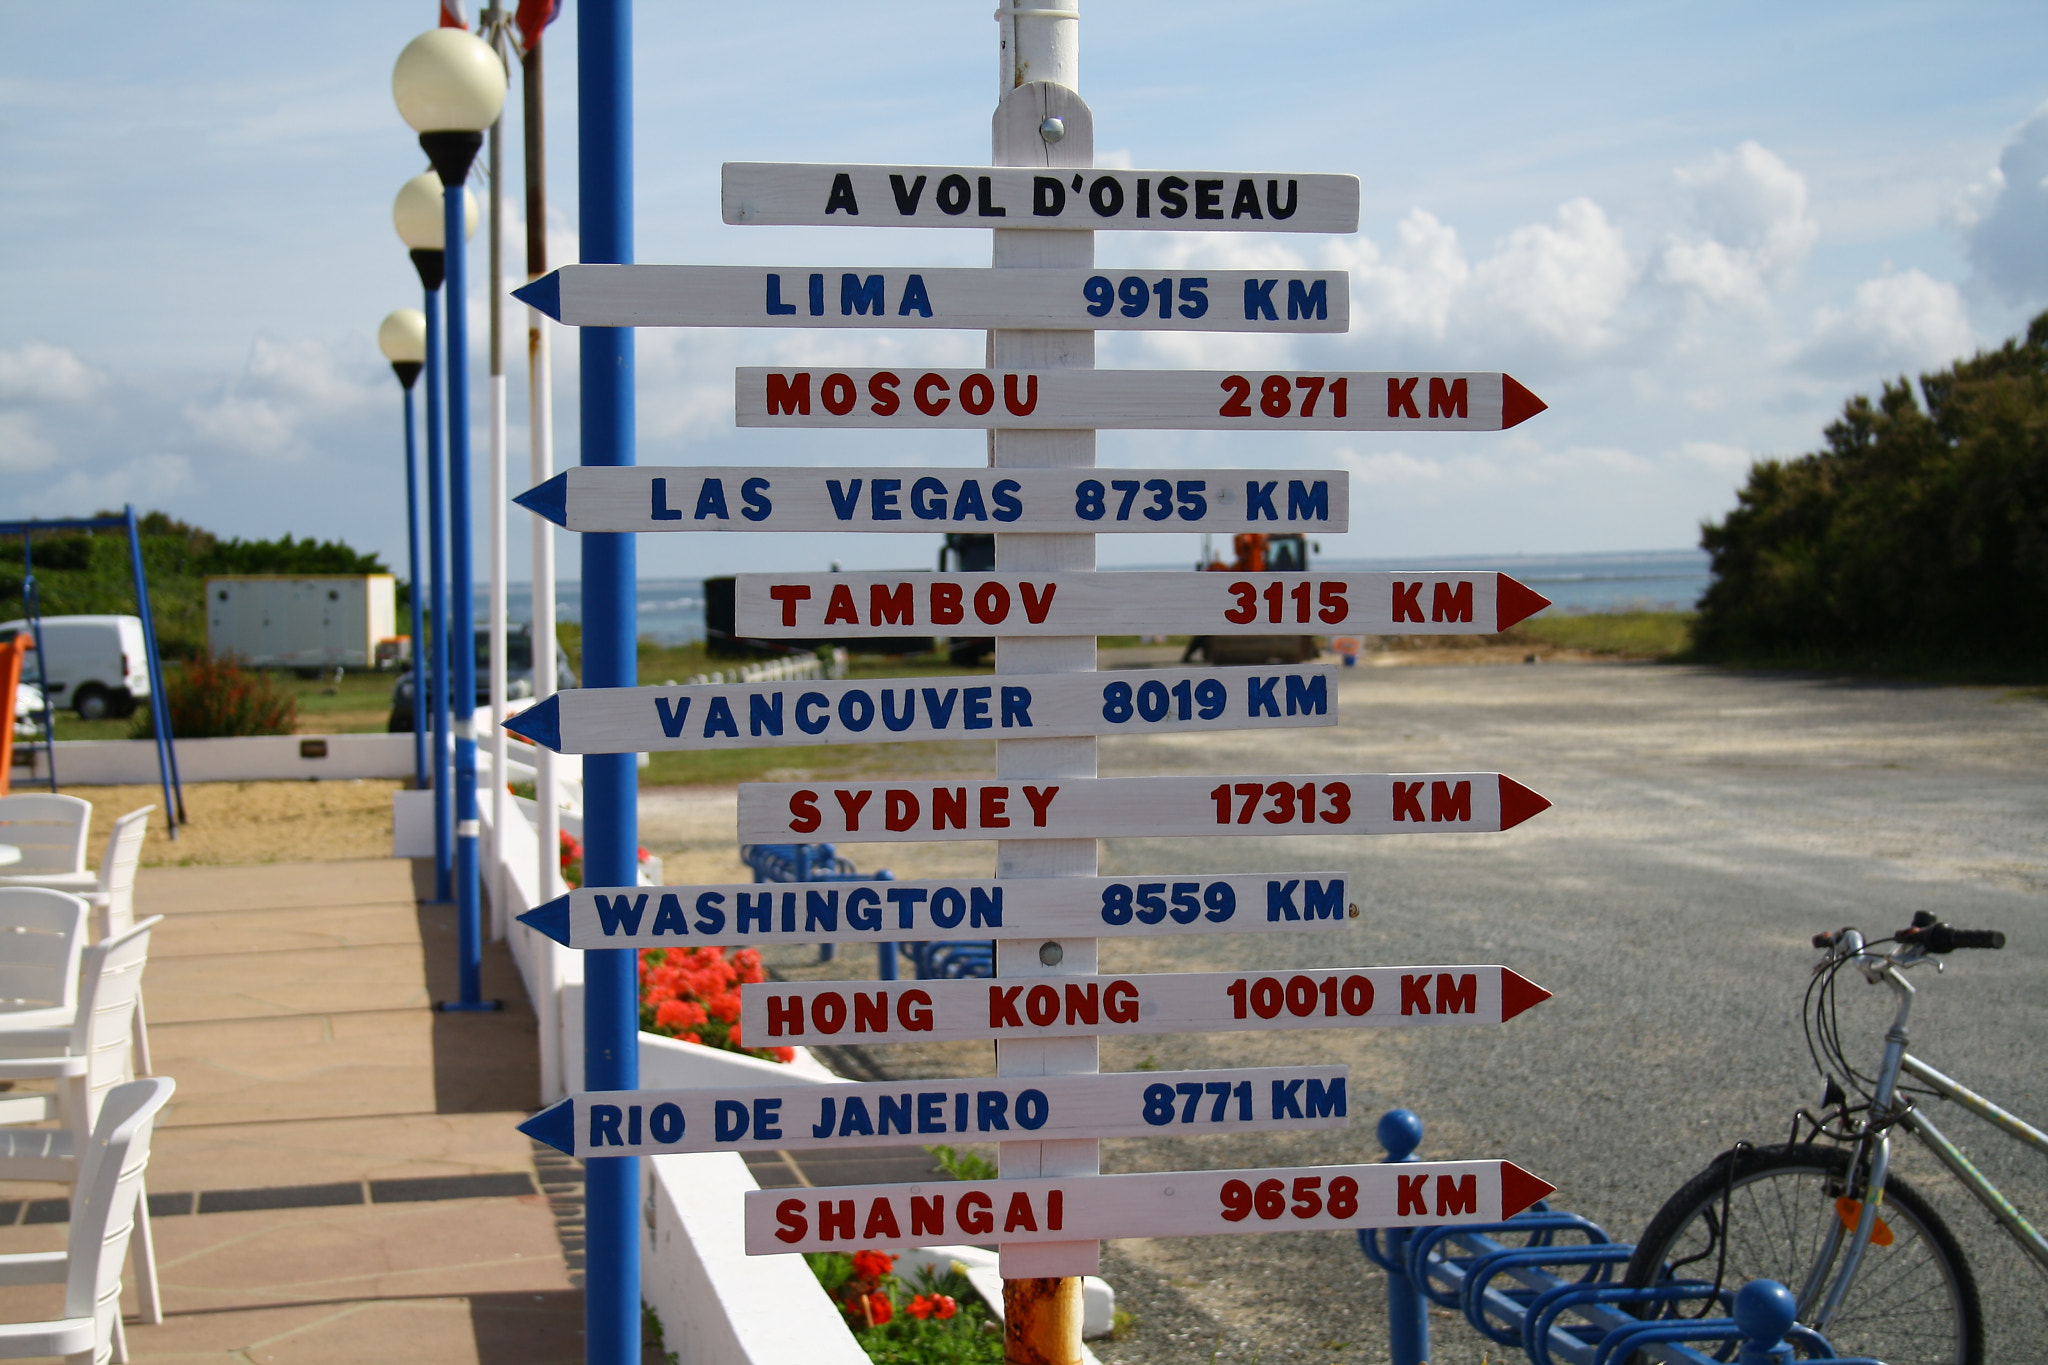 A VOL D'OISEAU
LIMA 9915 KM
MOSCOU 2871 KM
LAS VEGAS 8735 KM
TAMBOV 3115 KM
VANCOUVER 8019 KM
SYDNEY 17313 KM
WASHINGTON 8559 KM
HONG KONG 10010 KM
RIO DE JANEIRO 8771 KM
SHANGAI 9658 KM